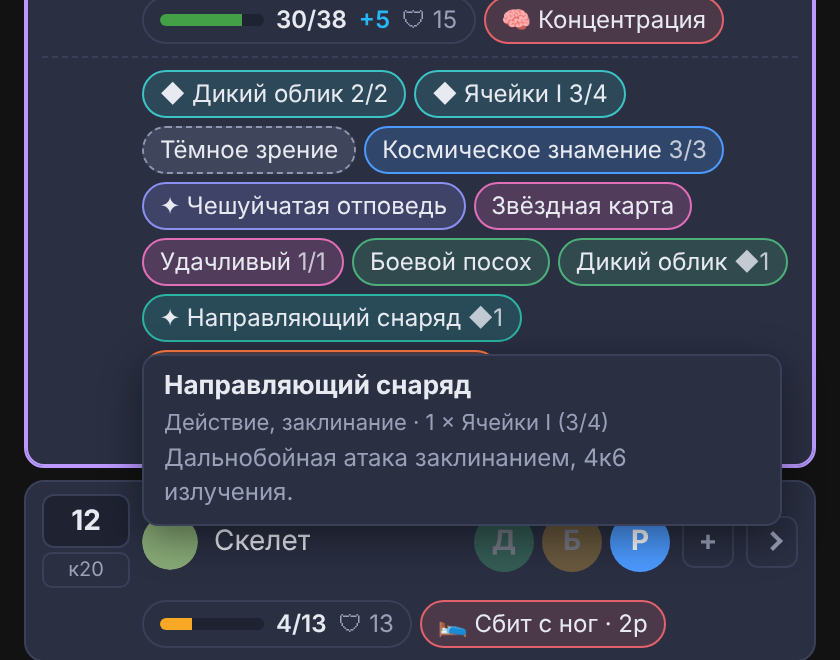 30/38 +5 15 🧠 Концентрация
◆ Дикий облик 2/2 ◆ Ячейки I 3/4
Тёмное зрение Космическое знамение 3/3
✦ Чешуйчатая отповедь Звёздная карта
Удачливый 1/1 Боевой посох Дикий облик ◆1
✦ Направляющий снаряд ◆1
Направляющий снаряд
Действие, заклинание · 1 × Ячейки I (3/4)
Дальнобойная атака заклинанием, 4к6
излучения.
12
к20
Скелет Д Б Р +
4/13 13 Сбит с ног · 2р